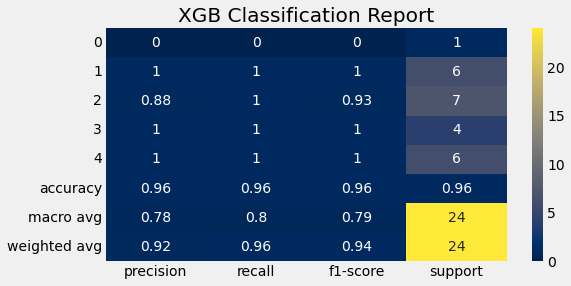 XGB Classification Report
0 0 0 0 1
1 1 1 1 6
2 0.88 1 0.93 7
3 1 1 1 4
4 1 1 1 6
accuracy 0.96 0.96 0.96 0.96
macro avg 0.78 0.8 0.79 24
weighted avg 0.92 0.96 0.94 24
precision recall f1-score support
20
15
10
5
0